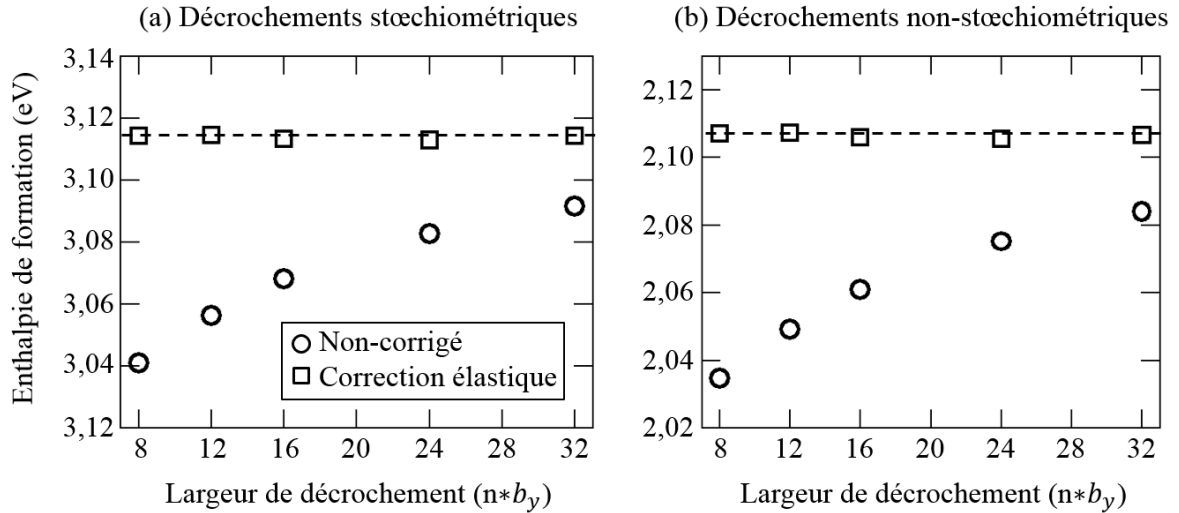 (a) Décrochements stœchiométriques
(b) Décrochements non-stœchiométriques
Enthalpie de formation (eV)
3,14
3,12
3,10
3,08
3,06
3,04
3,12
Non-corrigé
Correction élastique
8 12 16 20 24 28 32
Largeur de décrochement (n*b_y)
2,12
2,10
2,08
2,06
2,04
2,02
8 12 16 20 24 28 32
Largeur de décrochement (n*b_y)